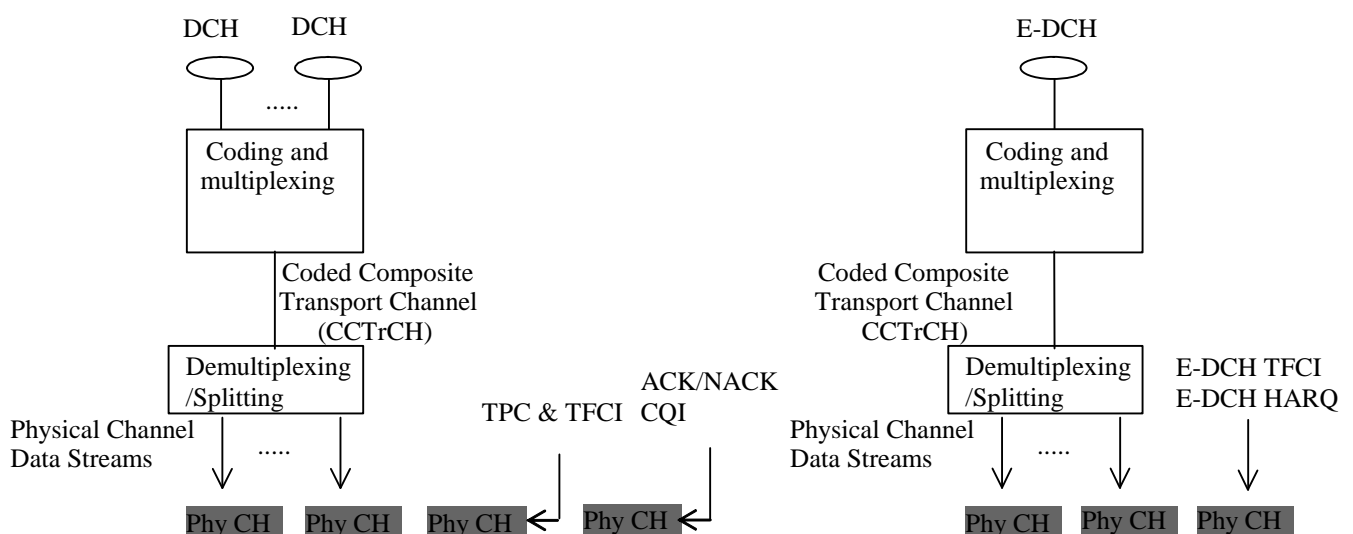 DCH DCH
.....
Coding and
multiplexing
Coded Composite
Transport Channel
(CCTrCH)
Demultiplexing
/Splitting
Physical Channel
Data Streams
.....
TPC & TFCI
ACK/NACK
CQI
Phy CH Phy CH Phy CH Phy CH
E-DCH
Coding and
multiplexing
Coded Composite
Transport Channel
CCTrCH)
Demultiplexing
/Splitting
Physical Channel
Data Streams
.....
E-DCH TFCI
E-DCH HARQ
Phy CH Phy CH Phy CH